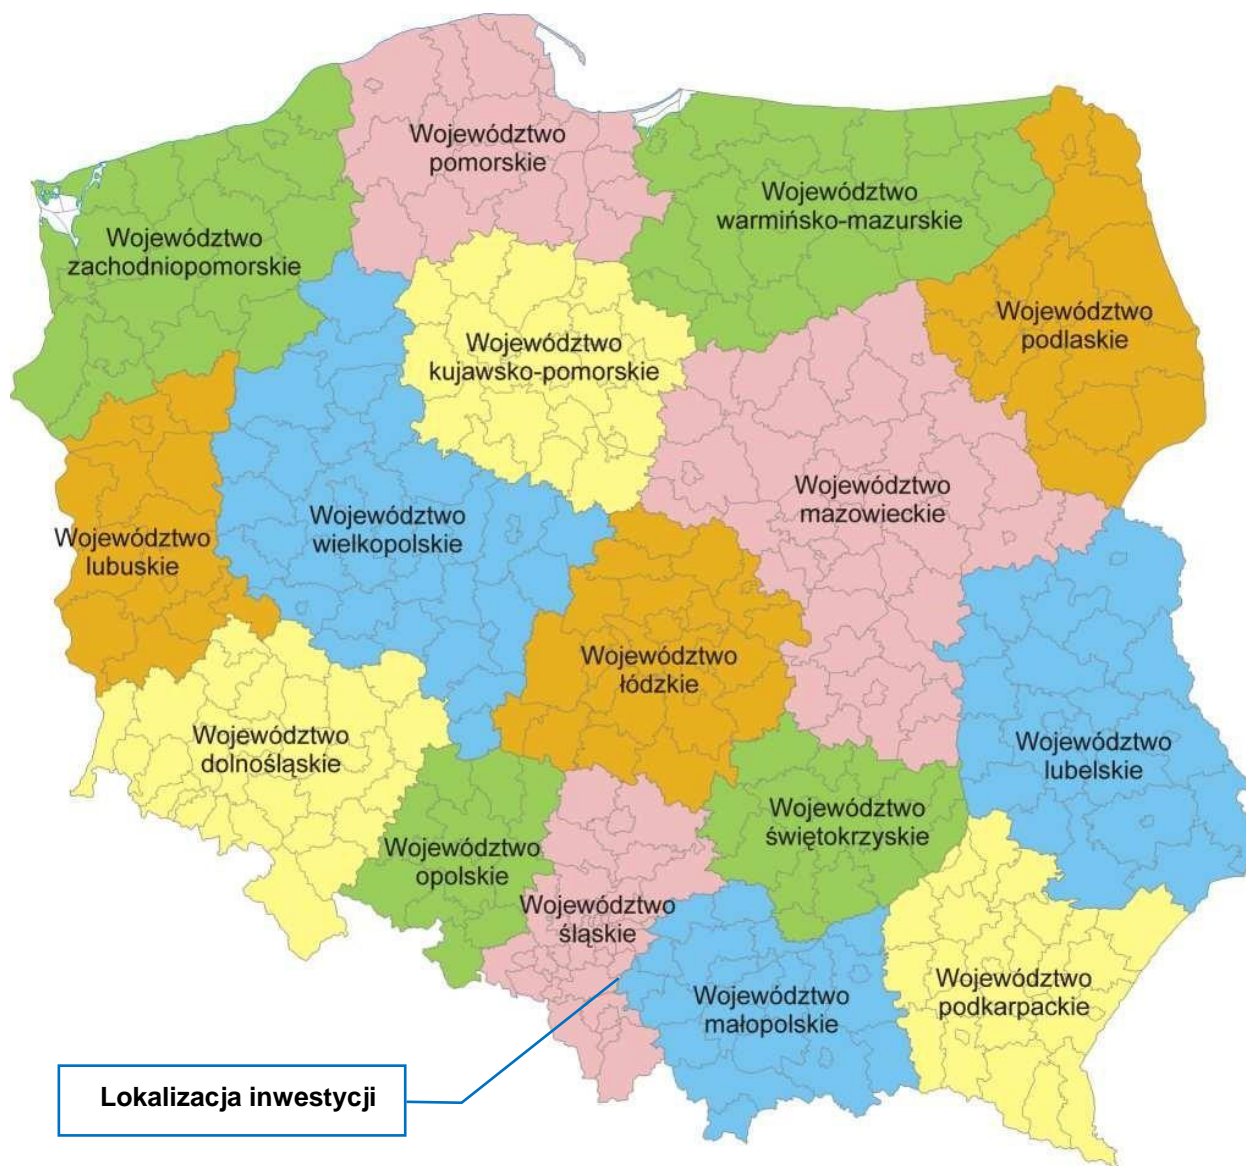 Województwo
pomorskie
Województwo
warmińsko-mazurskie
Województwo
zachodniopomorskie
Województwo
podlaskie
Województwo
kujawsko-pomorskie
Województwo
mazowieckie
Województwo
wielkopolskie
Województwo
lubuskie
Województwo
łódzkie
Województwo
dolnośląskie
Województwo
lubelskie
Województwo
świętokrzyskie
Województwo
opolskie
Województwo
śląskie
Województwo
podkarpackie
Województwo
małopolskie
Lokalizacja inwestycji